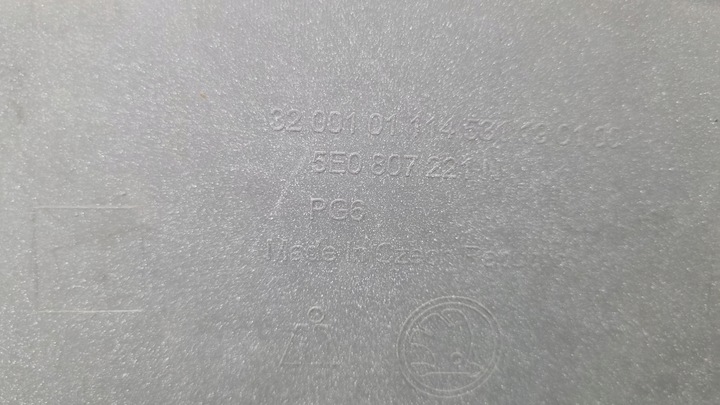 32 001 01 114
5E0 807 221
PG6
Made in Czech Rep